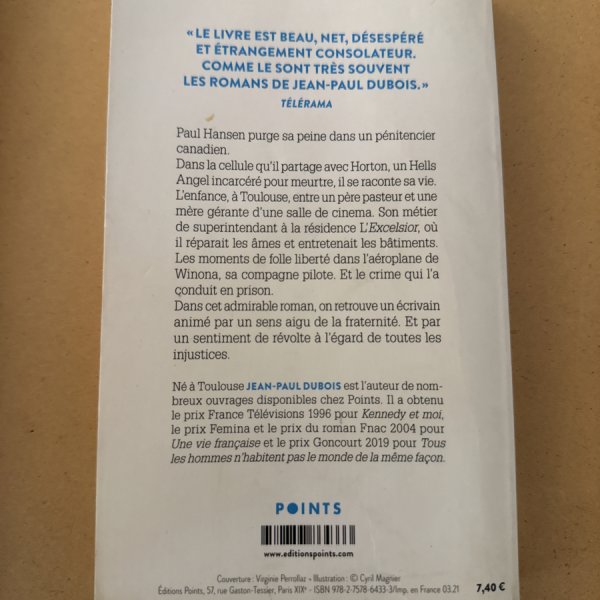 « LE LIVRE EST BEAU, NET, DÉSESPÉRÉ
ET ÉTRANGEMENT CONSOLATEUR.
COMME LE SONT TRÈS SOUVENT
LES ROMANS DE JEAN-PAUL DUBOIS. »
TÉLÉRAMA
Paul Hansen purge sa peine dans un pénitencier
canadien.
Dans la cellule qu'il partage avec Horton, un Hells
Angel incarcéré pour meurtre, il se raconte sa vie.
L'enfance, à Toulouse, entre un père pasteur et une
mère gérante d'une salle de cinema. Son métier
de superintendant à la résidence L'Excelsior, où
il réparait les âmes et entretenait les bâtiments.
Les moments de folle liberté dans l'aéroplane de
Winona, sa compagne pilote. Et le crime qui l'a
çonduit en prison.
Dans cet admirable roman, on retrouve un écrivain
animé par un sens aigu de la fraternité. Et par
un sentiment de révolte à l'égard de toutes les
injustices.
Né à Toulouse JEAN-PAUL DUBOIS est l'auteur de nom-
breux ouvrages disponibles chez Points. Il a obtenu
le prix France Télévisions 1996 pour Kennedy et moi,
le prix Femina et le prix du roman Fnac 2004 pour
Une vie française et le prix Goncourt 2019 pour Tous
les hommes n'habitent pas le monde de la même façon.
POINTS
www.editionspoints.com
Couverture : Virginie Perrollaz • Illustration : © Cyril Magnier
Éditions Points, 57, rue Gaston-Tessier, Paris XIXe - ISBN 978-2-7578-6433-3/Imp. en France 03.21
7,40 €